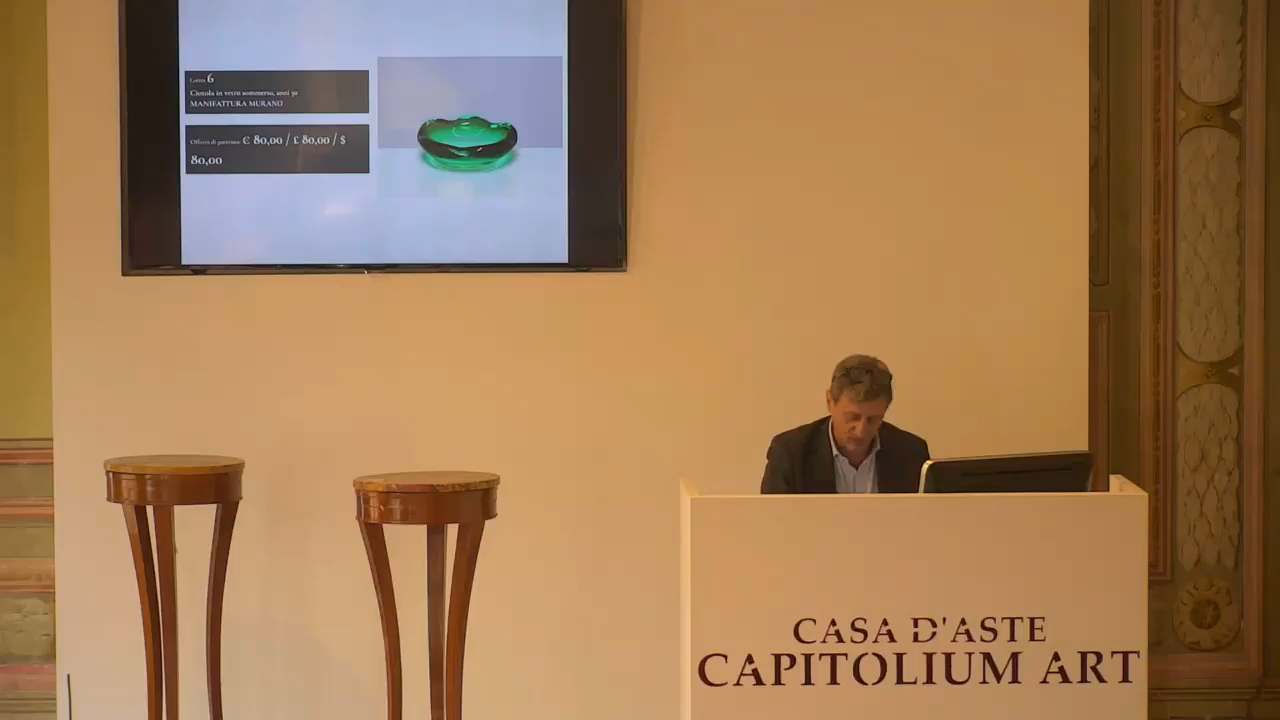 Lotto 6
Ciotola in vetro sommerso, anni 50
MANIFATTURA MURANO
Offerta di partenza € 80,00 / £ 80,00 / $
80,00
CASA D'ASTE
CAPITOLIUM ART